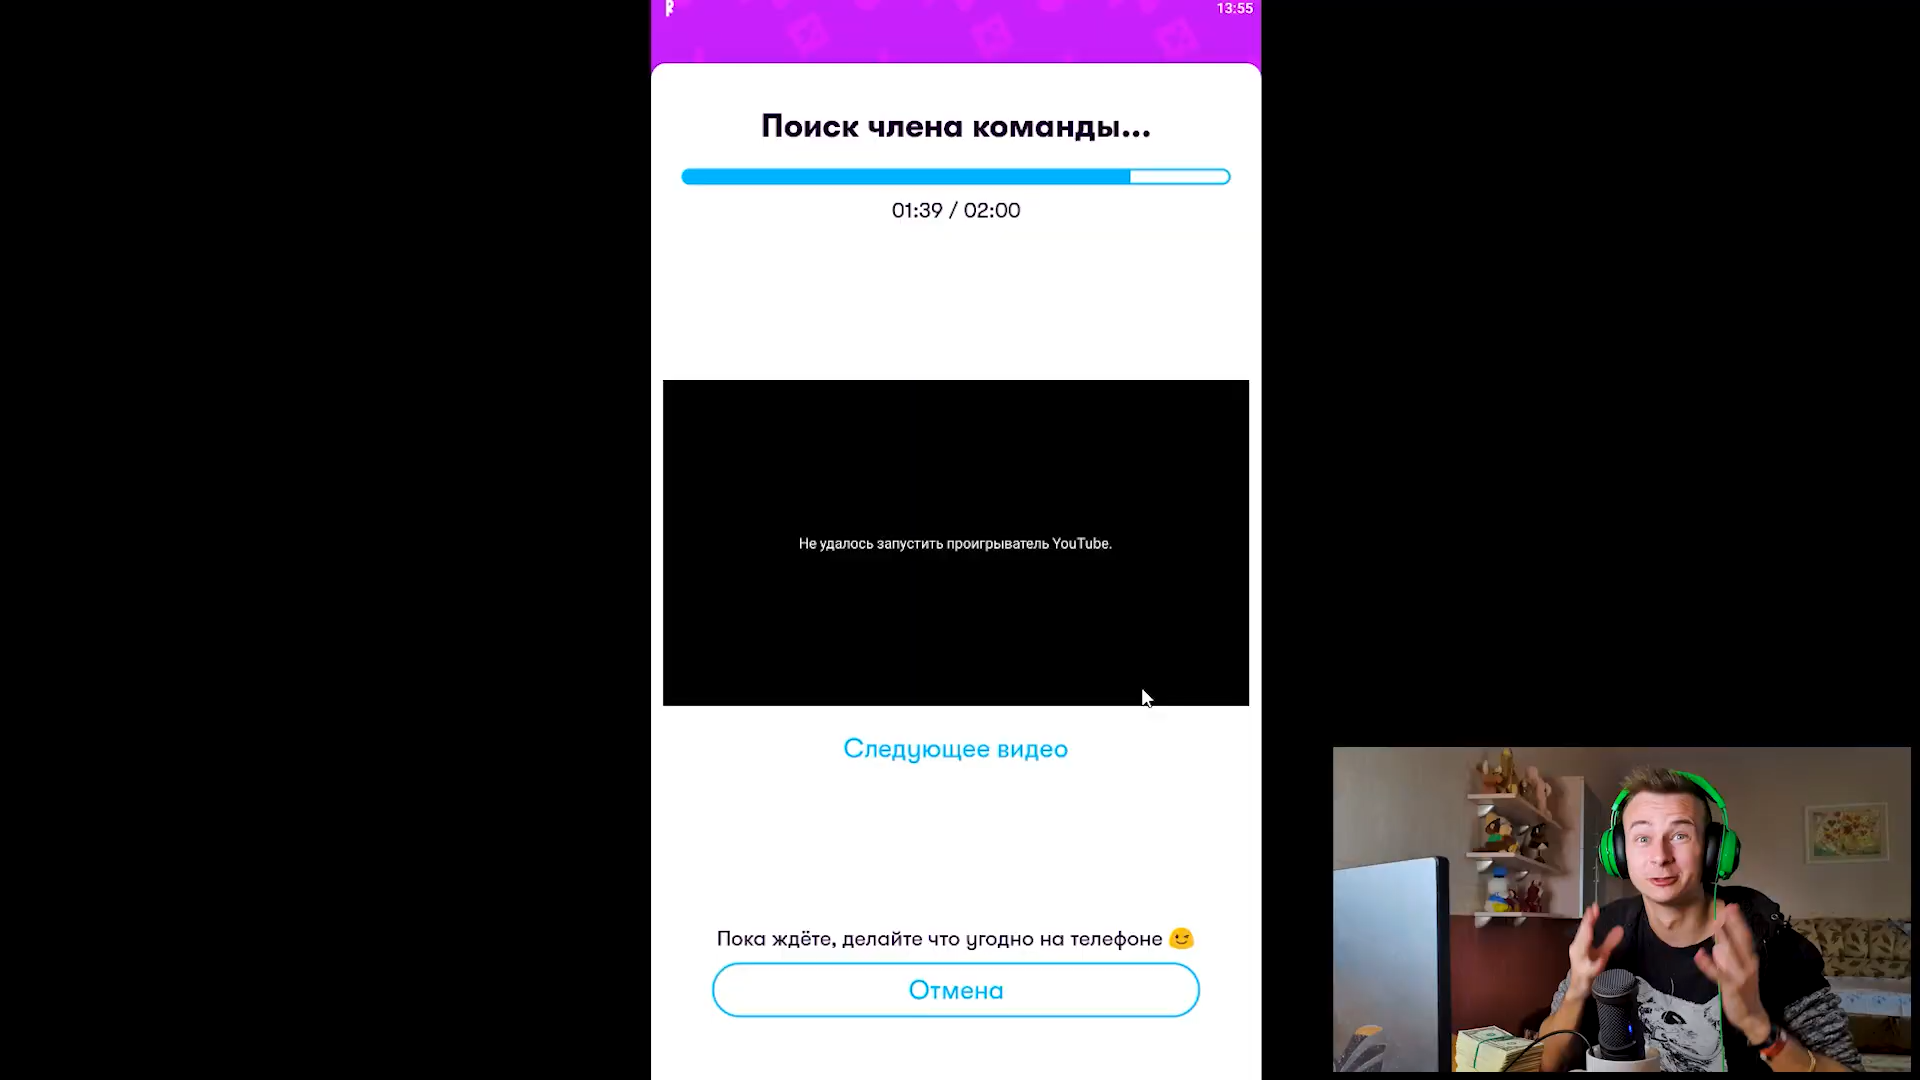 13:55
Поиск члена команды...
01:39 / 02:00
Не удалось запустить проигрыватель YouTube.
Следующее видео
Пока ждёте, делайте что угодно на телефоне 😉
Отмена